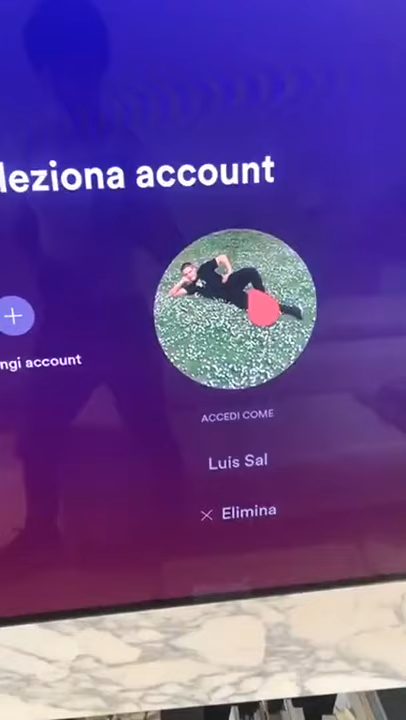 leziona account
ngi account
ACCEDI COME
Luis Sal
× Elimina